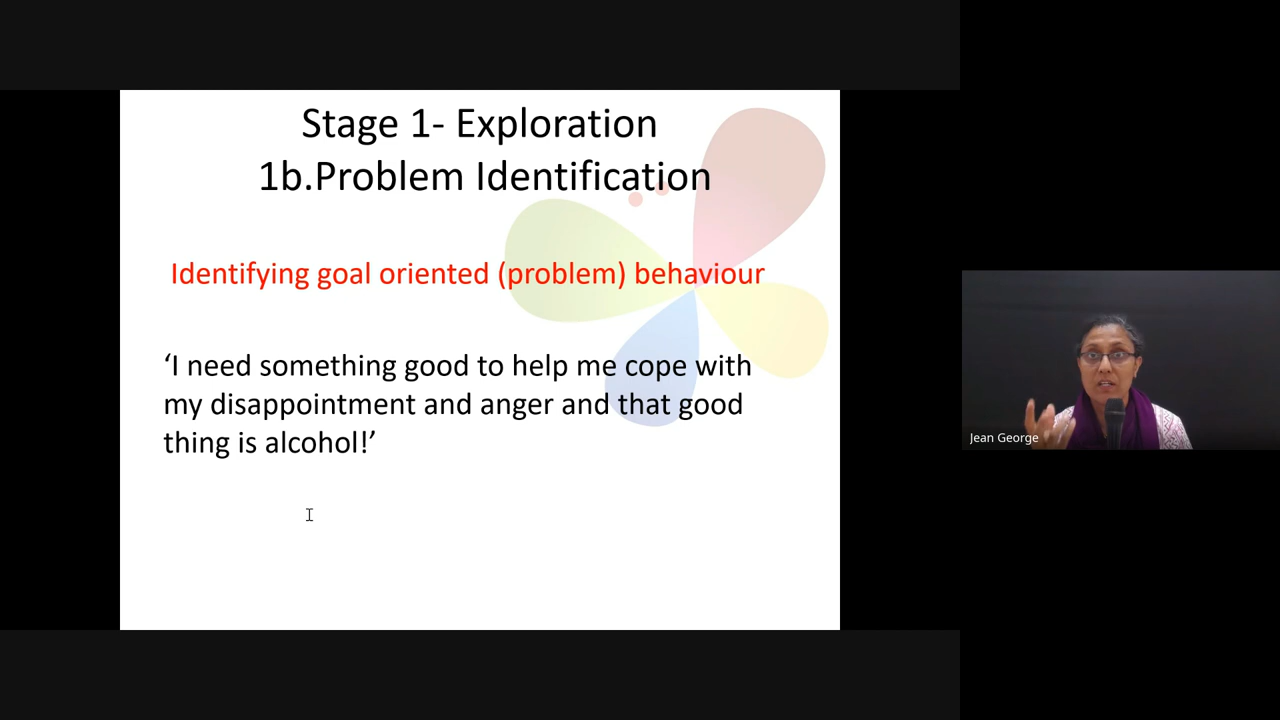 Stage 1- Exploration
1b.Problem Identification
Identifying goal oriented (problem) behaviour
‘I need something good to help me cope with
my disappointment and anger and that good
thing is alcohol!’
Jean George